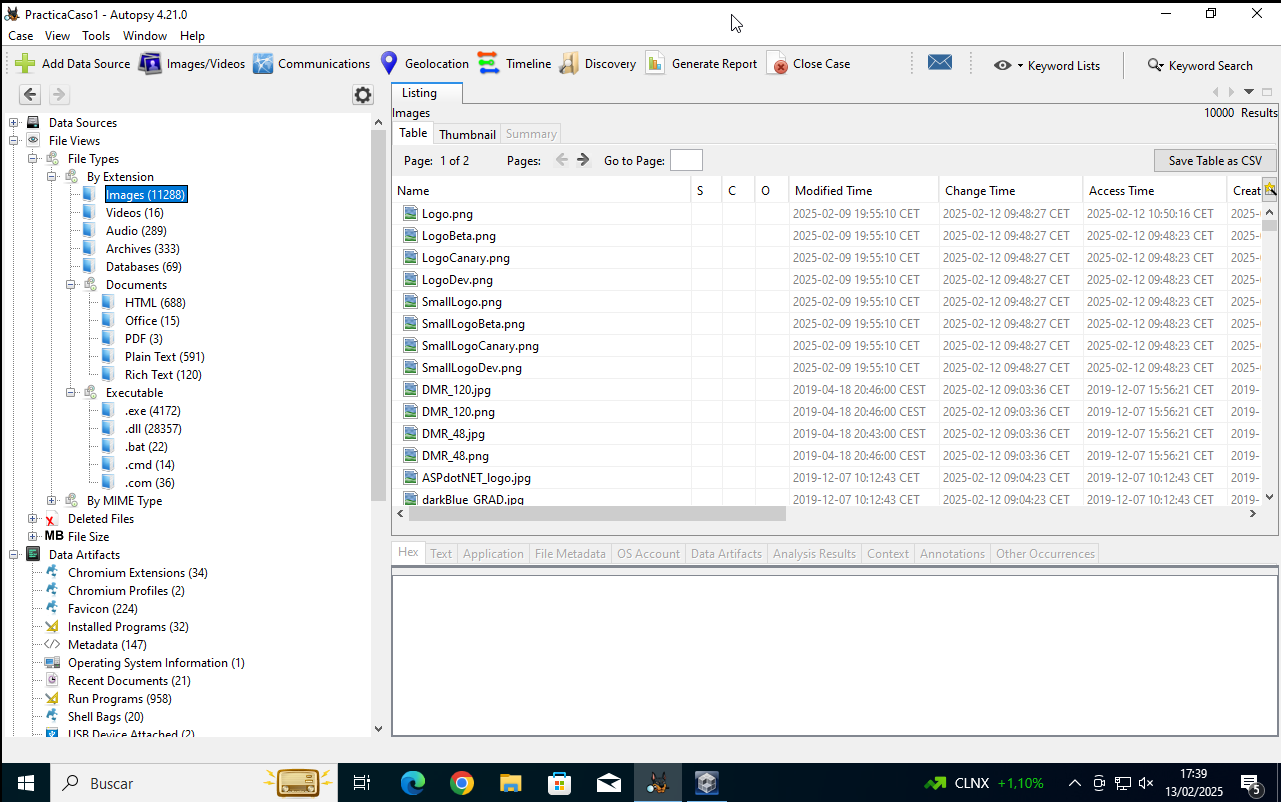 PracticaCaso1 - Autopsy 4.21.0
Case View Tools Window Help
Add Data Source Images/Videos Communications Geolocation Timeline Discovery Generate Report Close Case Keyword Lists Keyword Search
Listing
Images 10000 Results
Table Thumbnail Summary
Page: 1 of 2 Pages: Go to Page: Save Table as CSV
Name S C O Modified Time Change Time Access Time Creat
Logo.png 2025-02-09 19:55:10 CET 2025-02-12 09:48:27 CET 2025-02-12 10:50:16 CET 2025-
LogoBeta.png 2025-02-09 19:55:10 CET 2025-02-12 09:48:27 CET 2025-02-12 09:48:23 CET 2025-
LogoCanary.png 2025-02-09 19:55:10 CET 2025-02-12 09:48:27 CET 2025-02-12 09:48:23 CET 2025-
LogoDev.png 2025-02-09 19:55:10 CET 2025-02-12 09:48:27 CET 2025-02-12 09:48:23 CET 2025-
SmallLogo.png 2025-02-09 19:55:10 CET 2025-02-12 09:48:27 CET 2025-02-12 09:48:23 CET 2025-
SmallLogoBeta.png 2025-02-09 19:55:10 CET 2025-02-12 09:48:27 CET 2025-02-12 09:48:23 CET 2025-
SmallLogoCanary.png 2025-02-09 19:55:10 CET 2025-02-12 09:48:27 CET 2025-02-12 09:48:23 CET 2025-
SmallLogoDev.png 2025-02-09 19:55:10 CET 2025-02-12 09:48:27 CET 2025-02-12 09:48:23 CET 2025-
DMR_120.jpg 2019-04-18 20:46:00 CEST 2025-02-12 09:03:36 CET 2019-12-07 15:56:21 CET 2019-
DMR_120.png 2019-04-18 20:46:00 CEST 2025-02-12 09:03:36 CET 2019-12-07 15:56:21 CET 2019-
DMR_48.jpg 2019-04-18 20:43:00 CEST 2025-02-12 09:03:36 CET 2019-12-07 15:56:21 CET 2019-
DMR_48.png 2019-04-18 20:46:00 CEST 2025-02-12 09:03:36 CET 2019-12-07 15:56:21 CET 2019-
ASPdotNET_logo.jpg 2019-12-07 10:12:43 CET 2025-02-12 09:04:23 CET 2019-12-07 10:12:43 CET 2019-
darkBlue_GRAD.jpg 2019-12-07 10:12:43 CET 2025-02-12 09:04:23 CET 2019-12-07 10:12:43 CET 2019-
Data Sources
File Views
File Types
By Extension
Images (11288)
Videos (16)
Audio (289)
Archives (333)
Databases (69)
Documents
HTML (688)
Office (15)
PDF (3)
Plain Text (591)
Rich Text (120)
Executable
.exe (4172)
.dll (28357)
.bat (22)
.cmd (14)
.com (36)
By MIME Type
Deleted Files
MB File Size
Data Artifacts
Chromium Extensions (34)
Chromium Profiles (2)
Favicon (224)
Installed Programs (32)
Metadata (147)
Operating System Information (1)
Recent Documents (21)
Run Programs (958)
Shell Bags (20)
USB Device Attached (2)
Hex Text Application File Metadata OS Account Data Artifacts Analysis Results Context Annotations Other Occurrences
Buscar
CLNX +1,10%
17:39
13/02/2025
5